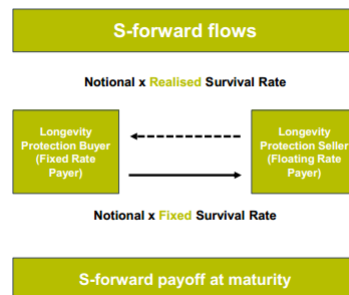 S-forward flows
Notional x Realised Survival Rate
Longevity
Protection Buyer
(Fixed Rate
Payer)
Longevity
Protection Seller
(Floating Rate
Payer)
Notional x Fixed Survival Rate
S-forward payoff at maturity